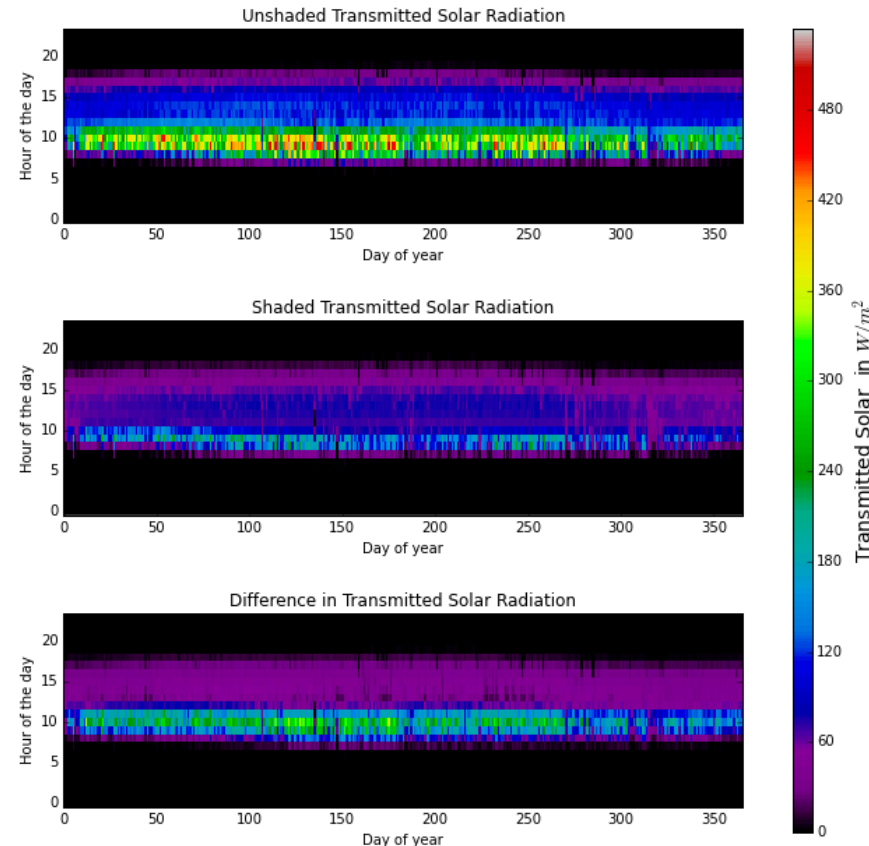 Unshaded Transmitted Solar Radiation
20
15
10
5
0
Hour of the day
0 50 100 150 200 250 300 350
Day of year
Shaded Transmitted Solar Radiation
20
15
10
5
0
Hour of the day
0 50 100 150 200 250 300 350
Day of year
Difference in Transmitted Solar Radiation
20
15
10
5
0
Hour of the day
0 50 100 150 200 250 300 350
Day of year
480
420
360
300
240
180
120
60
0
Transmitted Solar in W/m²